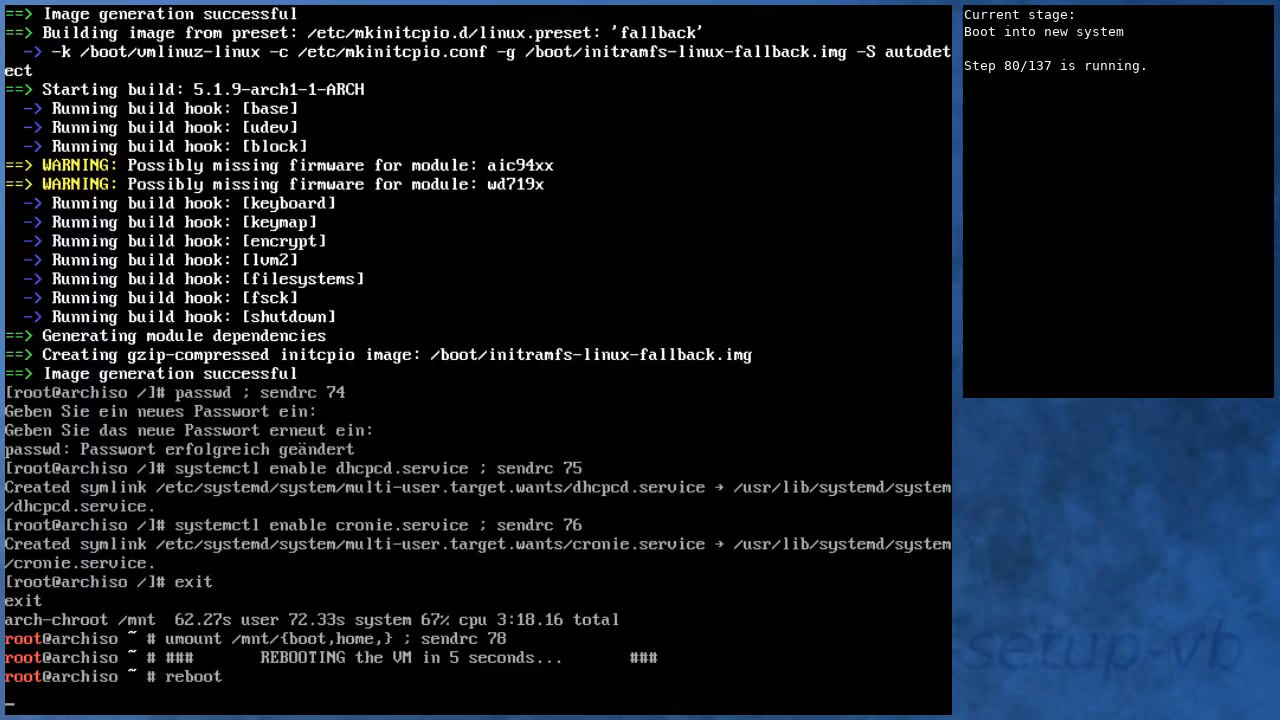 ==> Image generation successful
==> Building image from preset: /etc/mkinitcpio.d/linux.preset: 'fallback'
  -> -k /boot/vmlinuz-linux -c /etc/mkinitcpio.conf -g /boot/initramfs-linux-fallback.img -S autodet
ect
==> Starting build: 5.1.9-arch1-1-ARCH
  -> Running build hook: [base]
  -> Running build hook: [udev]
  -> Running build hook: [block]
==> WARNING: Possibly missing firmware for module: aic94xx
==> WARNING: Possibly missing firmware for module: wd719x
  -> Running build hook: [keyboard]
  -> Running build hook: [keymap]
  -> Running build hook: [encrypt]
  -> Running build hook: [lvm2]
  -> Running build hook: [filesystems]
  -> Running build hook: [fsck]
  -> Running build hook: [shutdown]
==> Generating module dependencies
==> Creating gzip-compressed initcpio image: /boot/initramfs-linux-fallback.img
==> Image generation successful
[root@archiso /]# passwd ; sendrc 74
Geben Sie ein neues Passwort ein:
Geben Sie das neue Passwort erneut ein:
passwd: Passwort erfolgreich geändert
[root@archiso /]# systemctl enable dhcpcd.service ; sendrc 75
Created symlink /etc/systemd/system/multi-user.target.wants/dhcpcd.service → /usr/lib/systemd/system
/dhcpcd.service.
[root@archiso /]# systemctl enable cronie.service ; sendrc 76
Created symlink /etc/systemd/system/multi-user.target.wants/cronie.service → /usr/lib/systemd/system
/cronie.service.
[root@archiso /]# exit
exit
arch-chroot /mnt  62.27s user 72.33s system 67% cpu 3:18.16 total
root@archiso ~ # umount /mnt/{boot,home,} ; sendrc 78
root@archiso ~ # ###       REBOOTING the VM in 5 seconds...       ###
root@archiso ~ # reboot
Current stage:
Boot into new system
Step 80/137 is running.
setup-vb